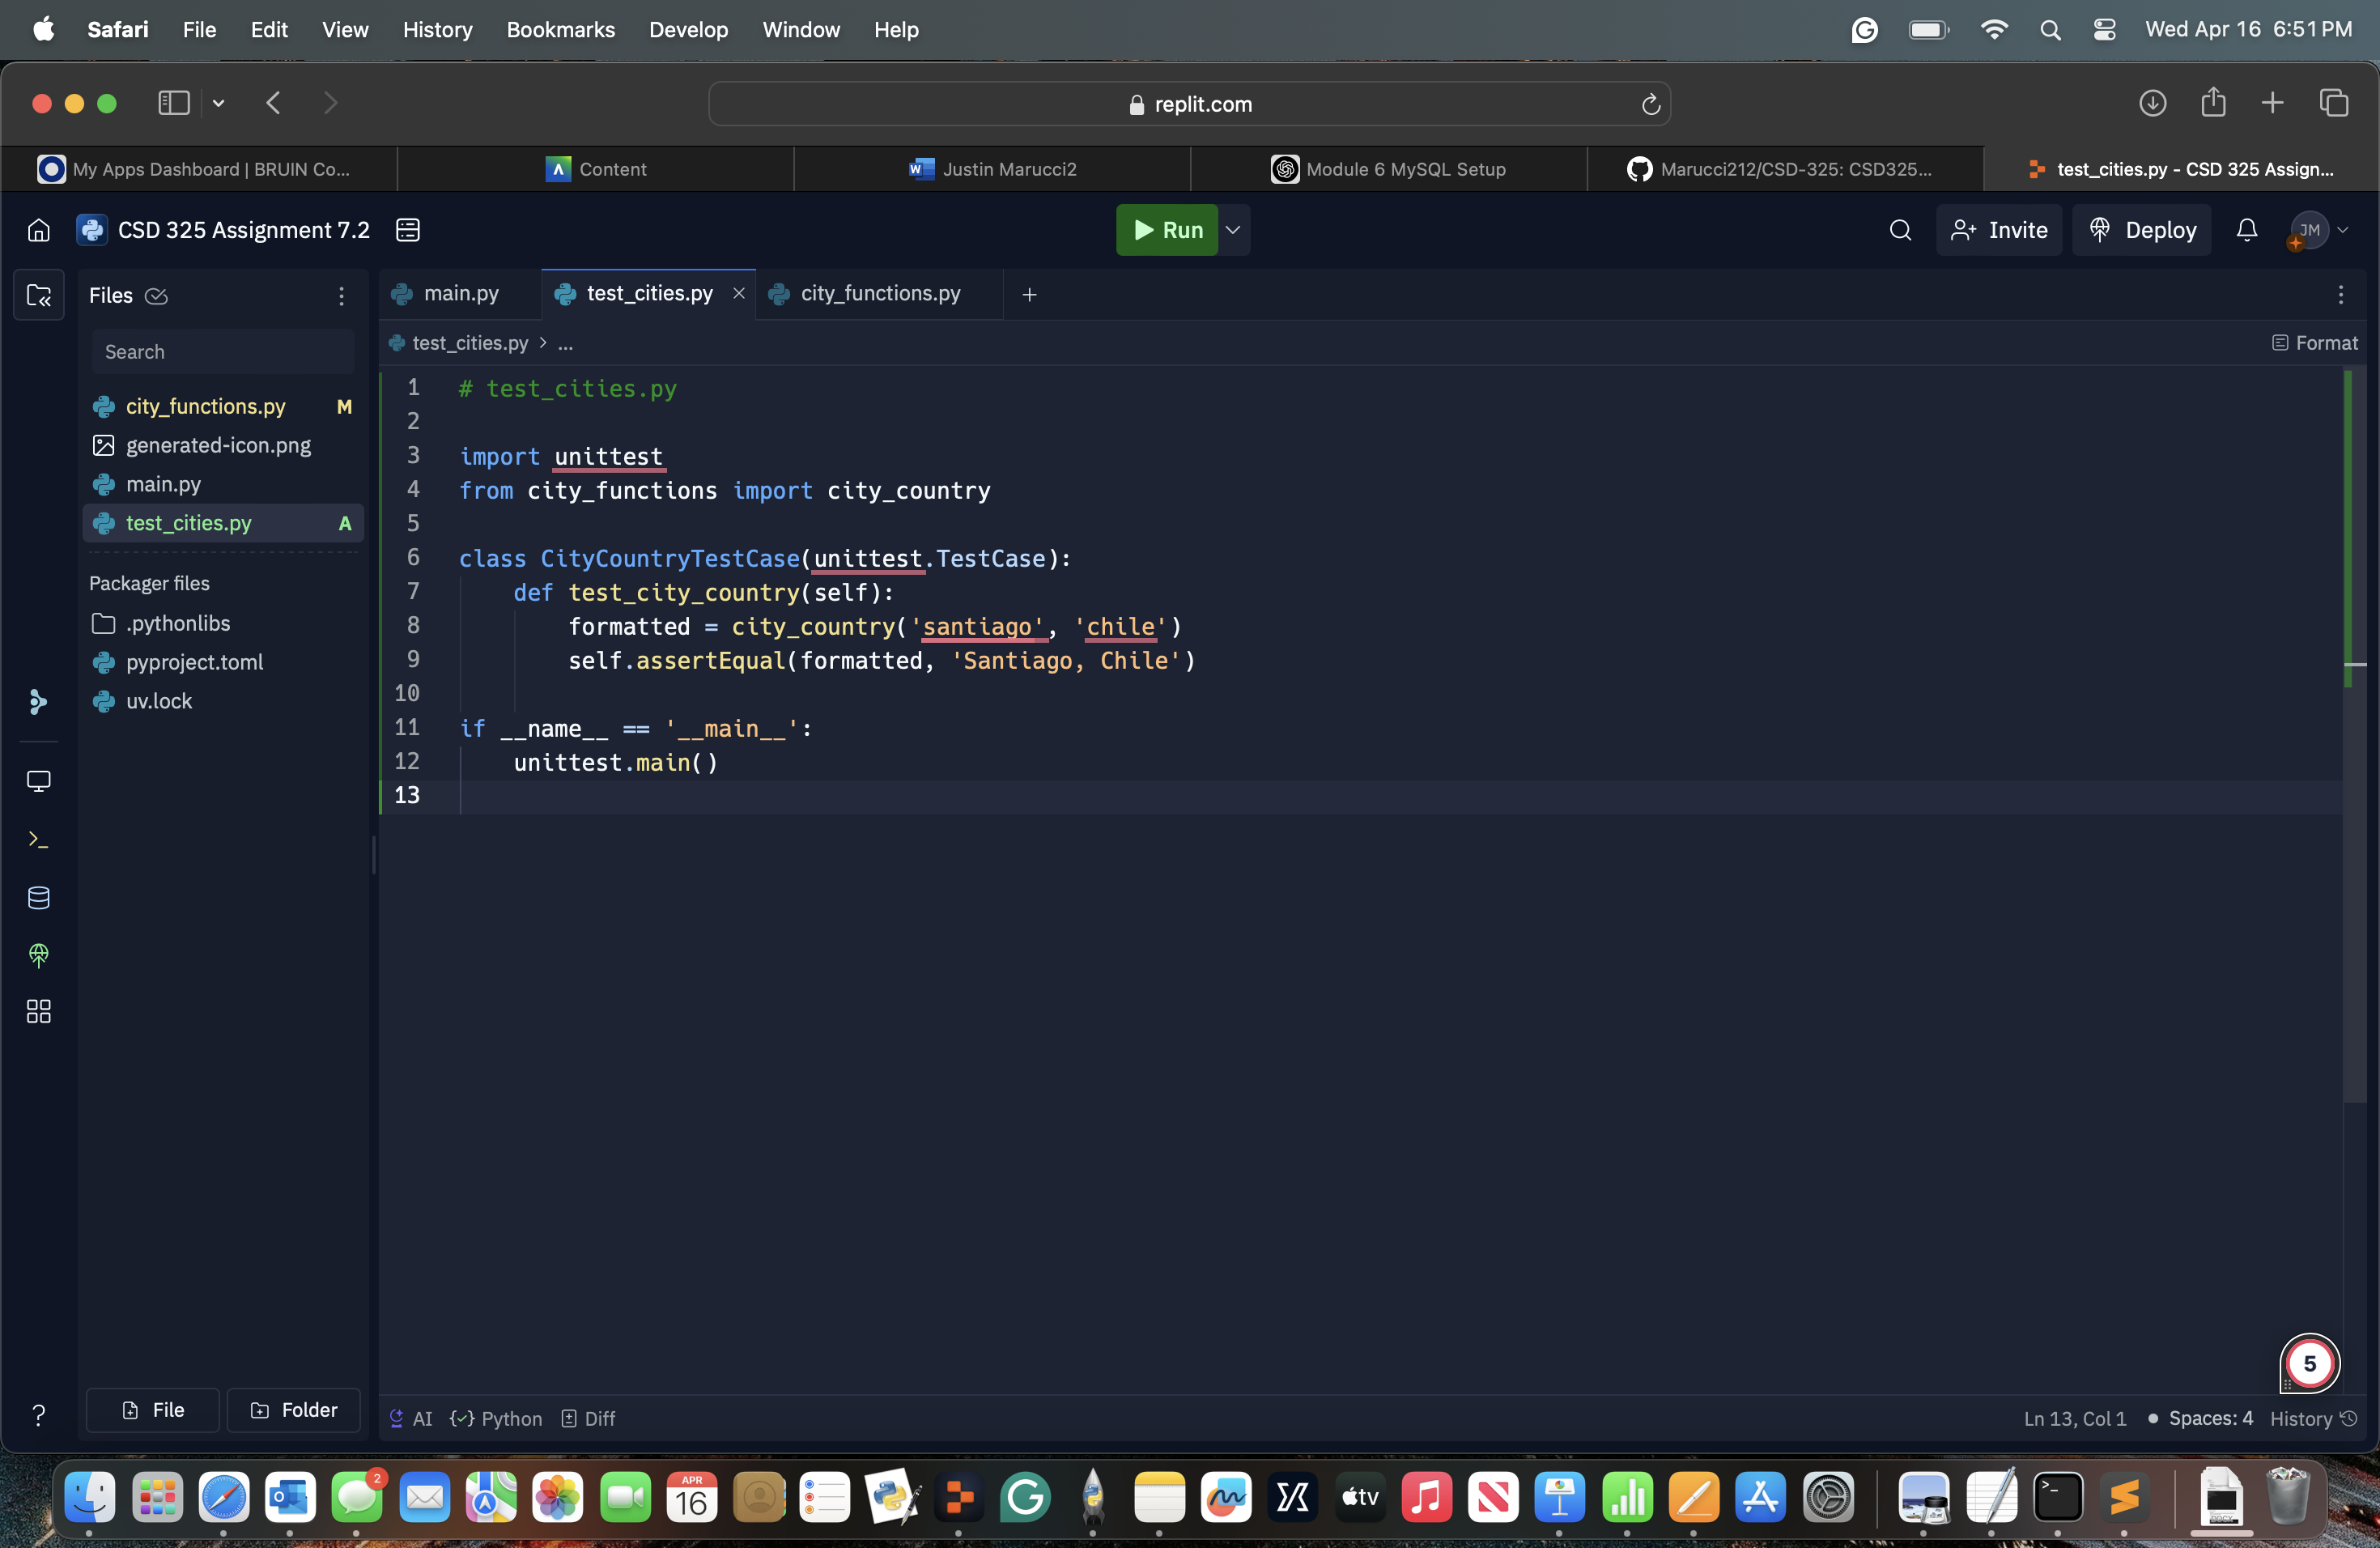 Safari File Edit View History Bookmarks Develop Window Help Wed Apr 16 6:51 PM
replit.com
My Apps Dashboard | BRUIN Co... Content Justin Marucci2 Module 6 MySQL Setup Marucci212/CSD-325: CSD325... test_cities.py - CSD 325 Assign...
CSD 325 Assignment 7.2 Run Invite Deploy JM
Files main.py test_cities.py city_functions.py
Search test_cities.py > ... Format
city_functions.py M
generated-icon.png
main.py
test_cities.py A
Packager files
.pythonlibs
pyproject.toml
uv.lock
1 # test_cities.py
2
3 import unittest
4 from city_functions import city_country
5
6 class CityCountryTestCase(unittest.TestCase):
7 def test_city_country(self):
8 formatted = city_country('santiago', 'chile')
9 self.assertEqual(formatted, 'Santiago, Chile')
10
11 if __name__ == '__main__':
12 unittest.main()
13
5
? File Folder AI Python Diff Ln 13, Col 1 Spaces: 4 History
2 APR 16 tv DOCX